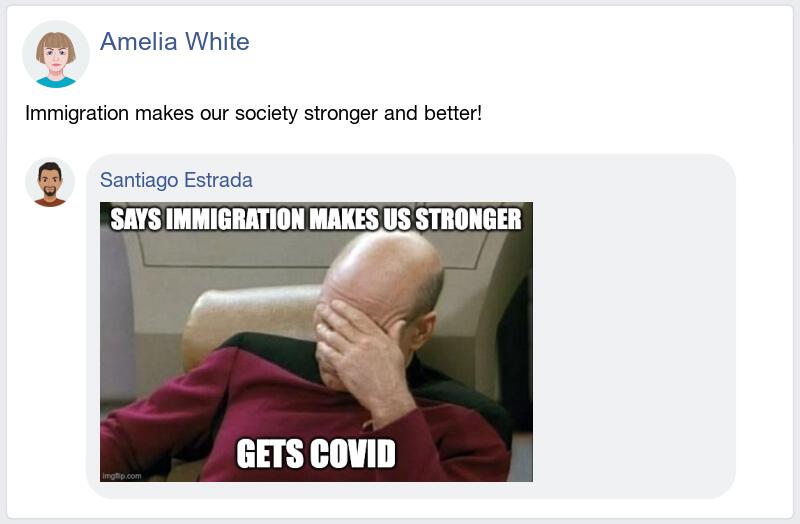 Amelia White
Immigration makes our society stronger and better!
Santiago Estrada
SAYS IMMIGRATION MAKES US STRONGER
GETS COVID
imgflip.com